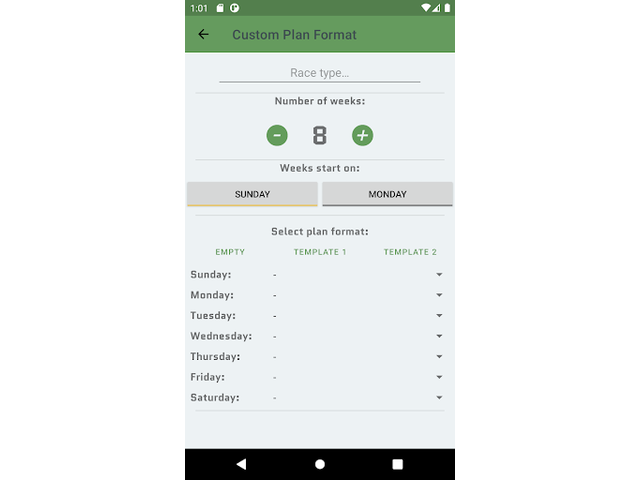 1:01
Custom Plan Format
Race type...
Number of weeks:
- 8 +
Weeks start on:
SUNDAY MONDAY
Select plan format:
EMPTY TEMPLATE 1 TEMPLATE 2
Sunday: -
Monday: -
Tuesday: -
Wednesday: -
Thursday: -
Friday: -
Saturday: -